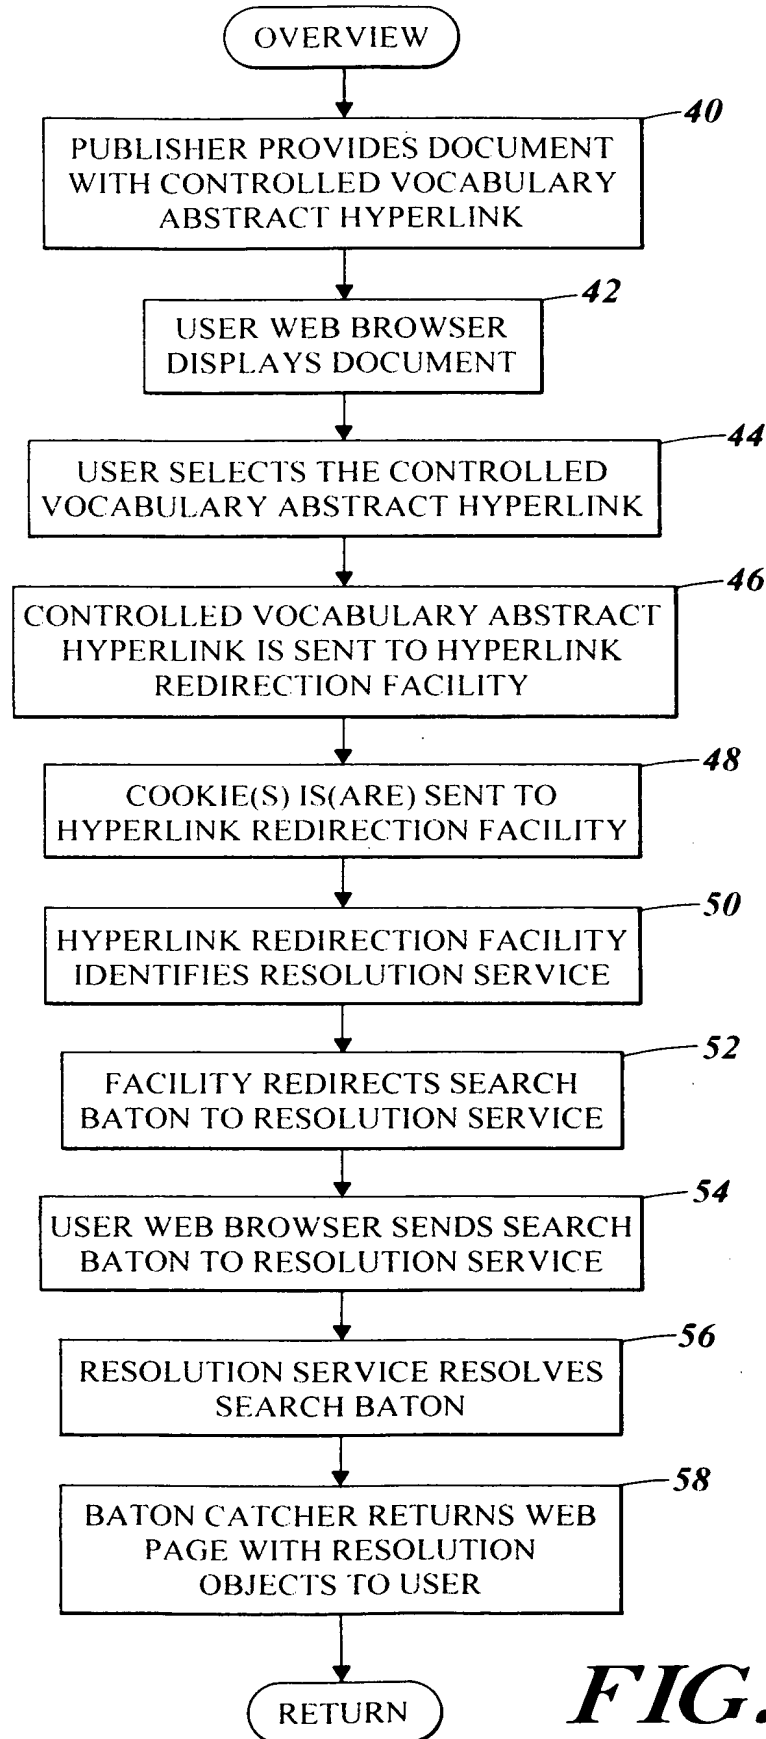 OVERVIEW
40
PUBLISHER PROVIDES DOCUMENT
WITH CONTROLLED VOCABULARY
ABSTRACT HYPERLINK
42
USER WEB BROWSER
DISPLAYS DOCUMENT
44
USER SELECTS THE CONTROLLED
VOCABULARY ABSTRACT HYPERLINK
46
CONTROLLED VOCABULARY ABSTRACT
HYPERLINK IS SENT TO HYPERLINK
REDIRECTION FACILITY
48
COOKIE(S) IS(ARE) SENT TO
HYPERLINK REDIRECTION FACILITY
50
HYPERLINK REDIRECTION FACILITY
IDENTIFIES RESOLUTION SERVICE
52
FACILITY REDIRECTS SEARCH
BATON TO RESOLUTION SERVICE
54
USER WEB BROWSER SENDS SEARCH
BATON TO RESOLUTION SERVICE
56
RESOLUTION SERVICE RESOLVES
SEARCH BATON
58
BATON CATCHER RETURNS WEB
PAGE WITH RESOLUTION
OBJECTS TO USER
RETURN
FIG.